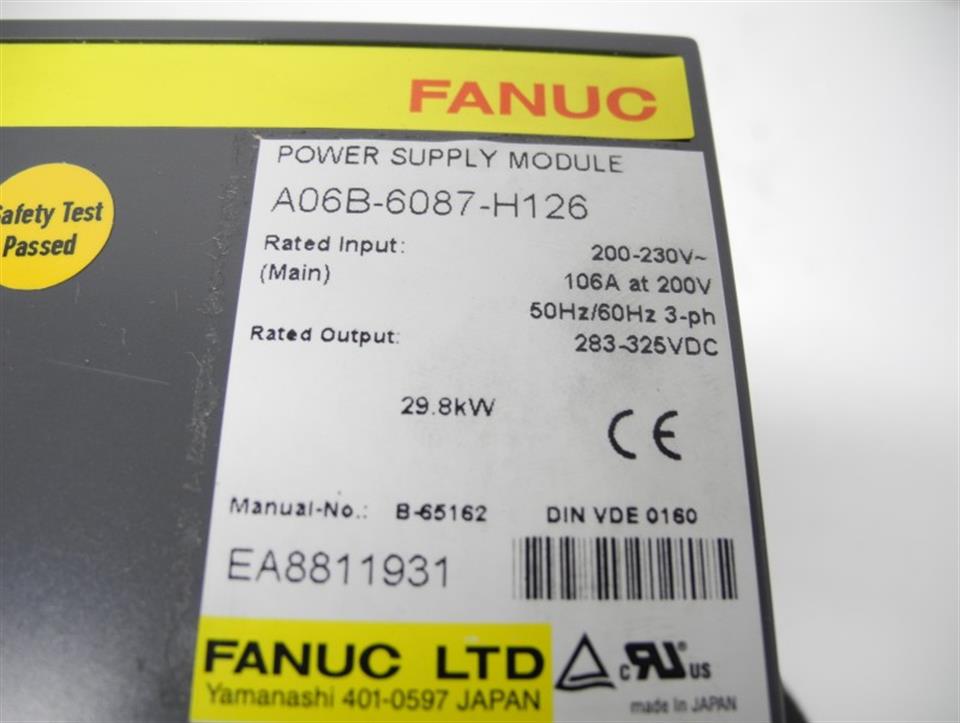 FANUC
POWER SUPPLY MODULE
A06B-6087-H126
Safety Test
Passed
Rated Input: 200-230V~
(Main) 106A at 200V
50Hz/60Hz 3-ph
Rated Output: 283-325VDC
29.8kW
CE
Manual-No.: B-65162 DIN VDE 0160
EA8811931
FANUC LTD
Yamanashi 401-0597 JAPAN
c RU US
made in JAPAN